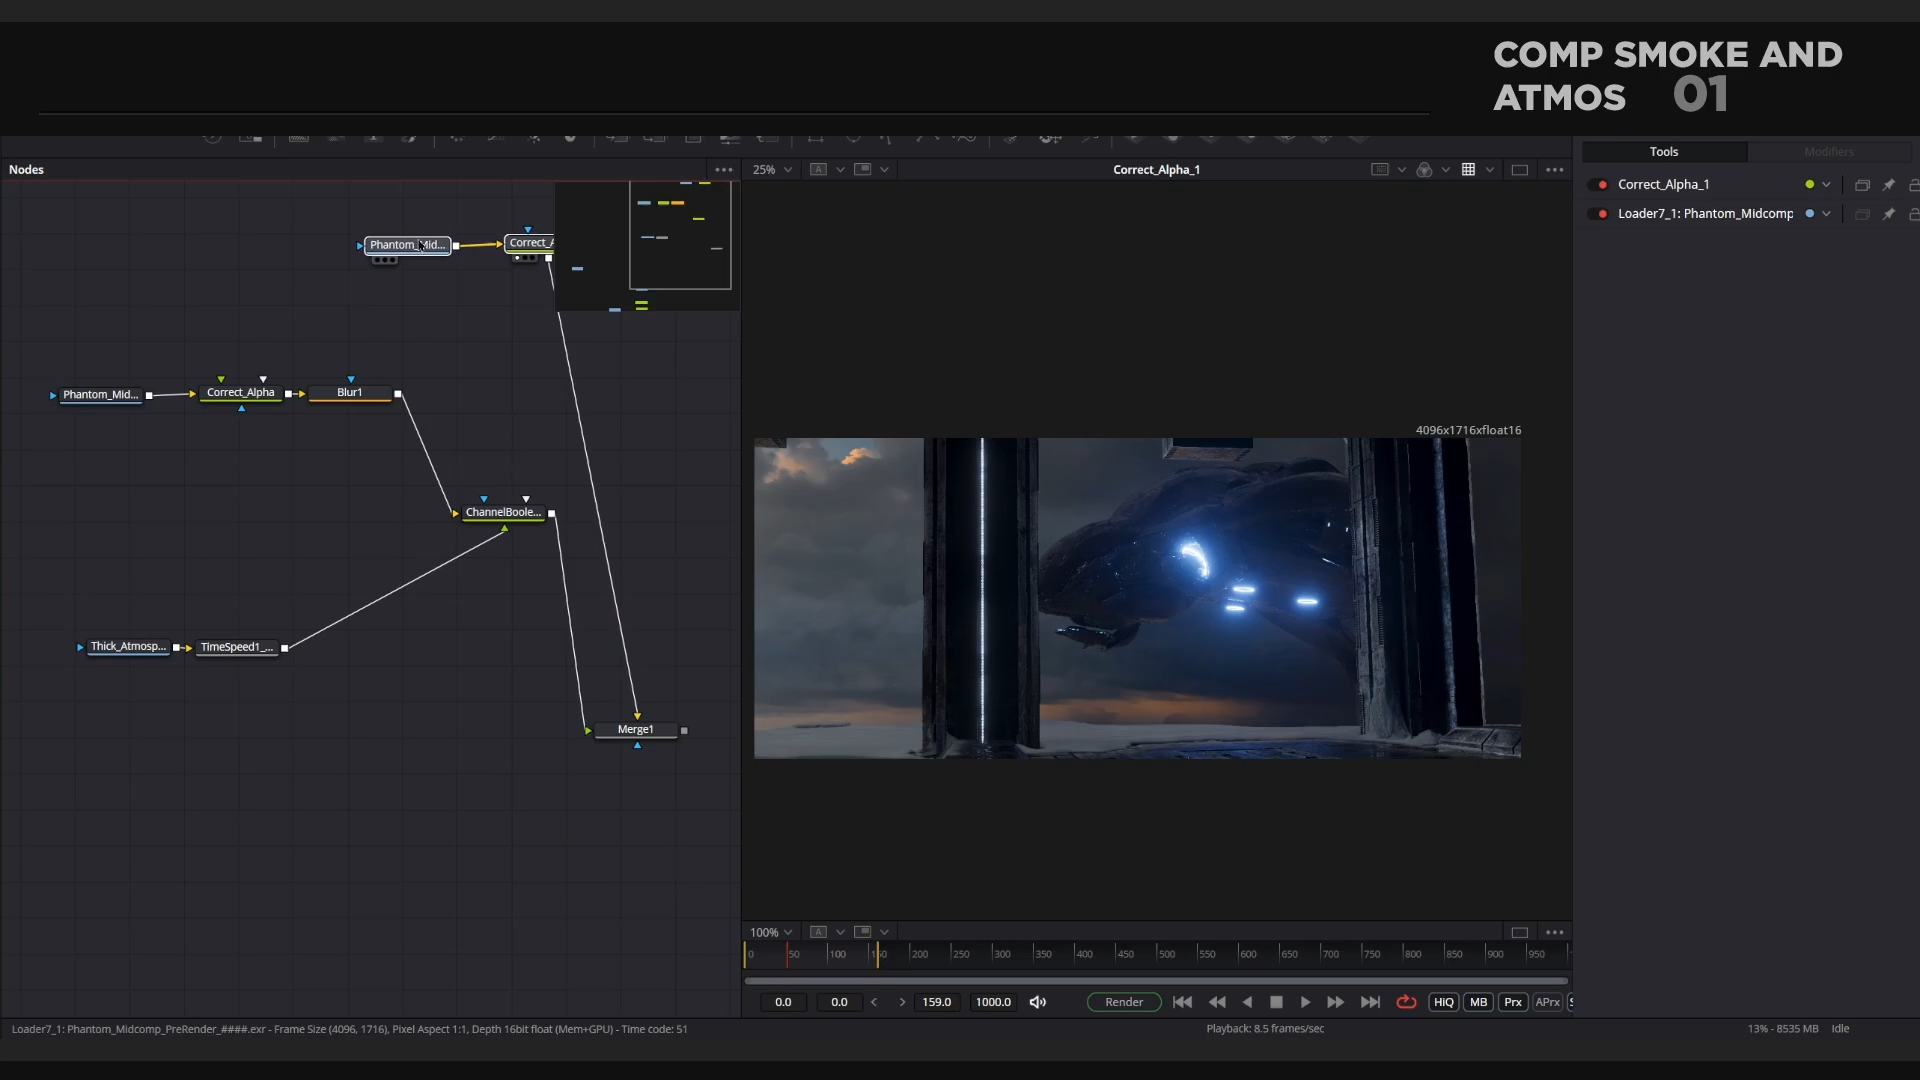 COMP SMOKE AND
ATMOS 01
Nodes
25%
A
Correct_Alpha_1
Tools
Modifiers
Correct_Alpha_1
Loader7_1: Phantom_Midcomp
Phantom_Mid...
Correct_A
Phantom_Mid...
Correct_Alpha
Blur1
4096x1716xfloat16
ChannelBoole...
Thick_Atmosp...
TimeSpeed1_...
Merge1
100%
A
0 50 100 150 200 250 300 350 400 450 500 550 600 650 700 750 800 850 900 950
0.0 0.0 159.0 1000.0 Render HiQ MB Prx APrx
Loader7_1: Phantom_Midcomp_PreRender_####.exr - Frame Size (4096, 1716), Pixel Aspect 1:1, Depth 16bit float (Mem+GPU) - Time code: 51
Playback: 8.5 frames/sec
13% - 8535 MB Idle